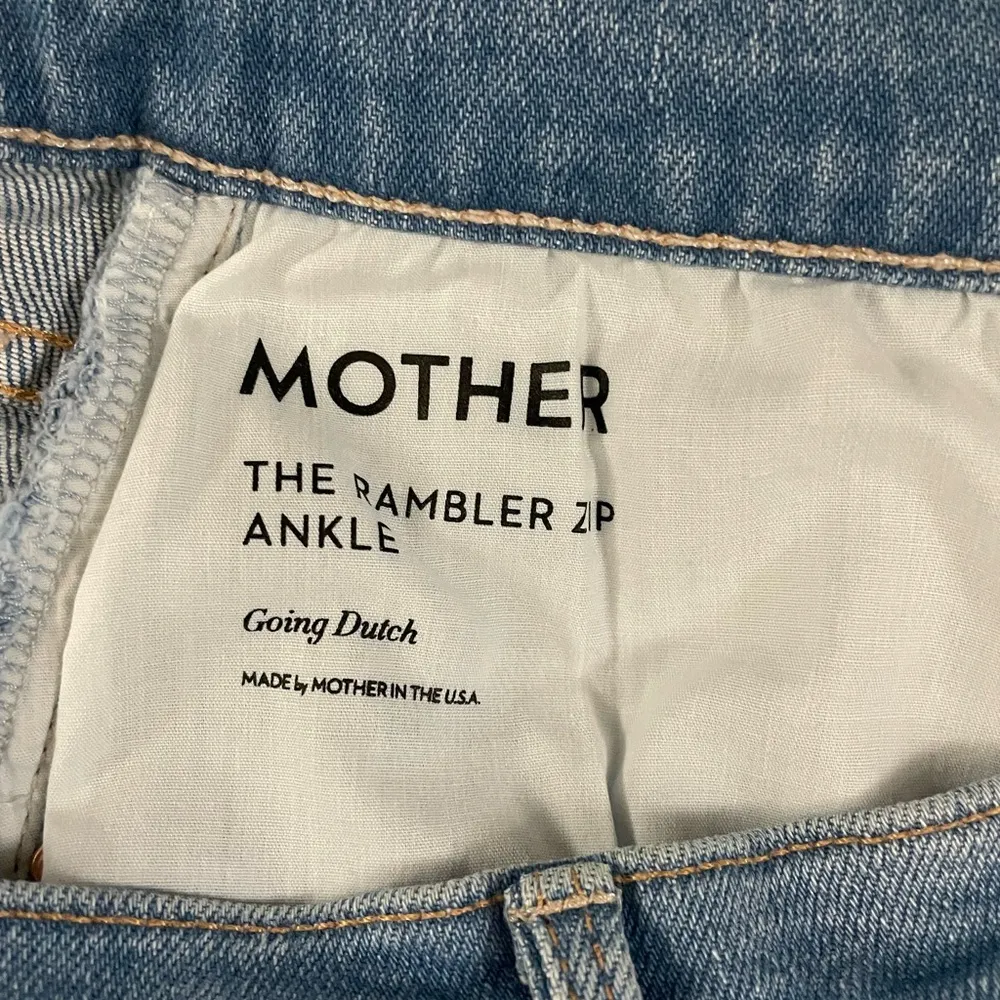 MOTHER
THE RAMBLER ZIP
ANKLE
Going Dutch
MADE by MOTHER IN THE U.S.A.